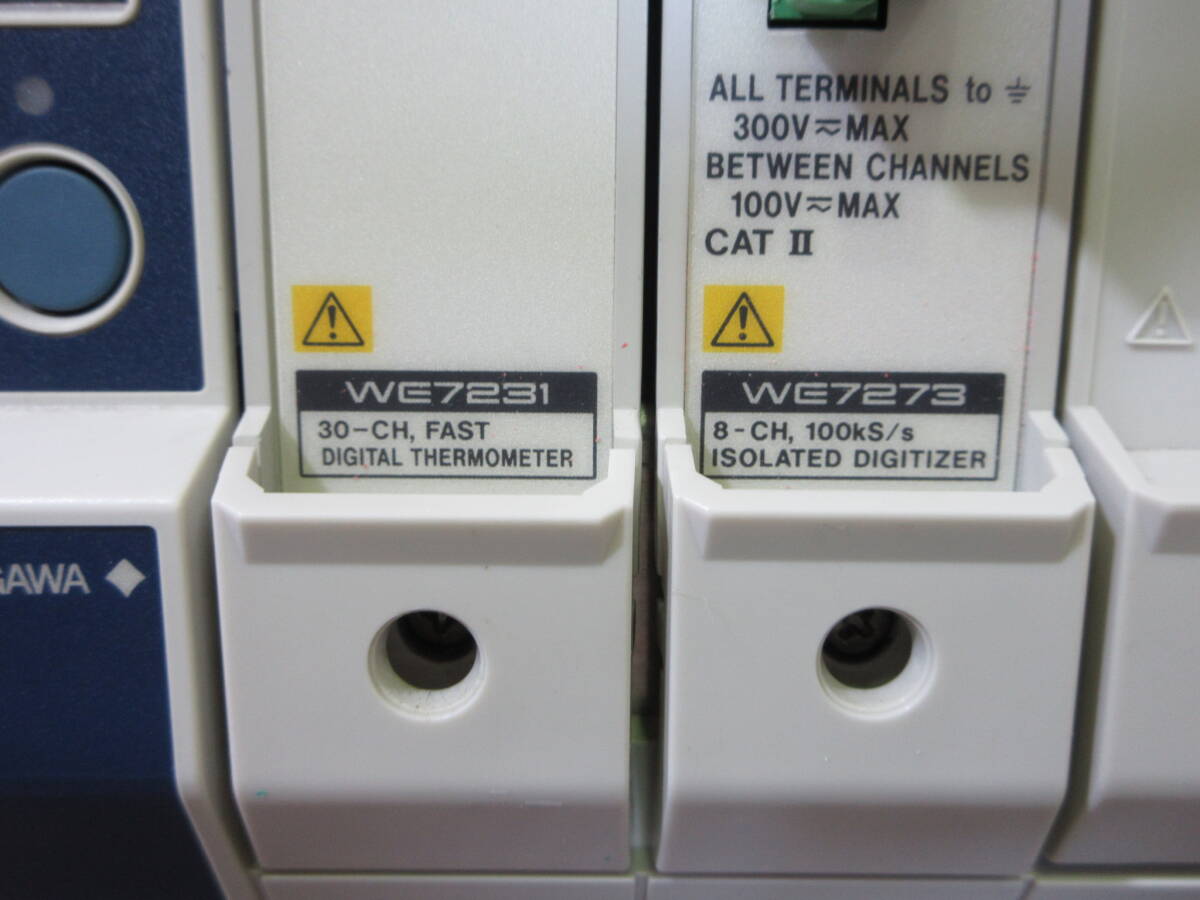 ALL TERMINALS to ⏚
300V⎓MAX
BETWEEN CHANNELS
100V⎓MAX
CAT II
WE7231
30-CH, FAST
DIGITAL THERMOMETER
WE7273
8-CH, 100kS/s
ISOLATED DIGITIZER
GAWA